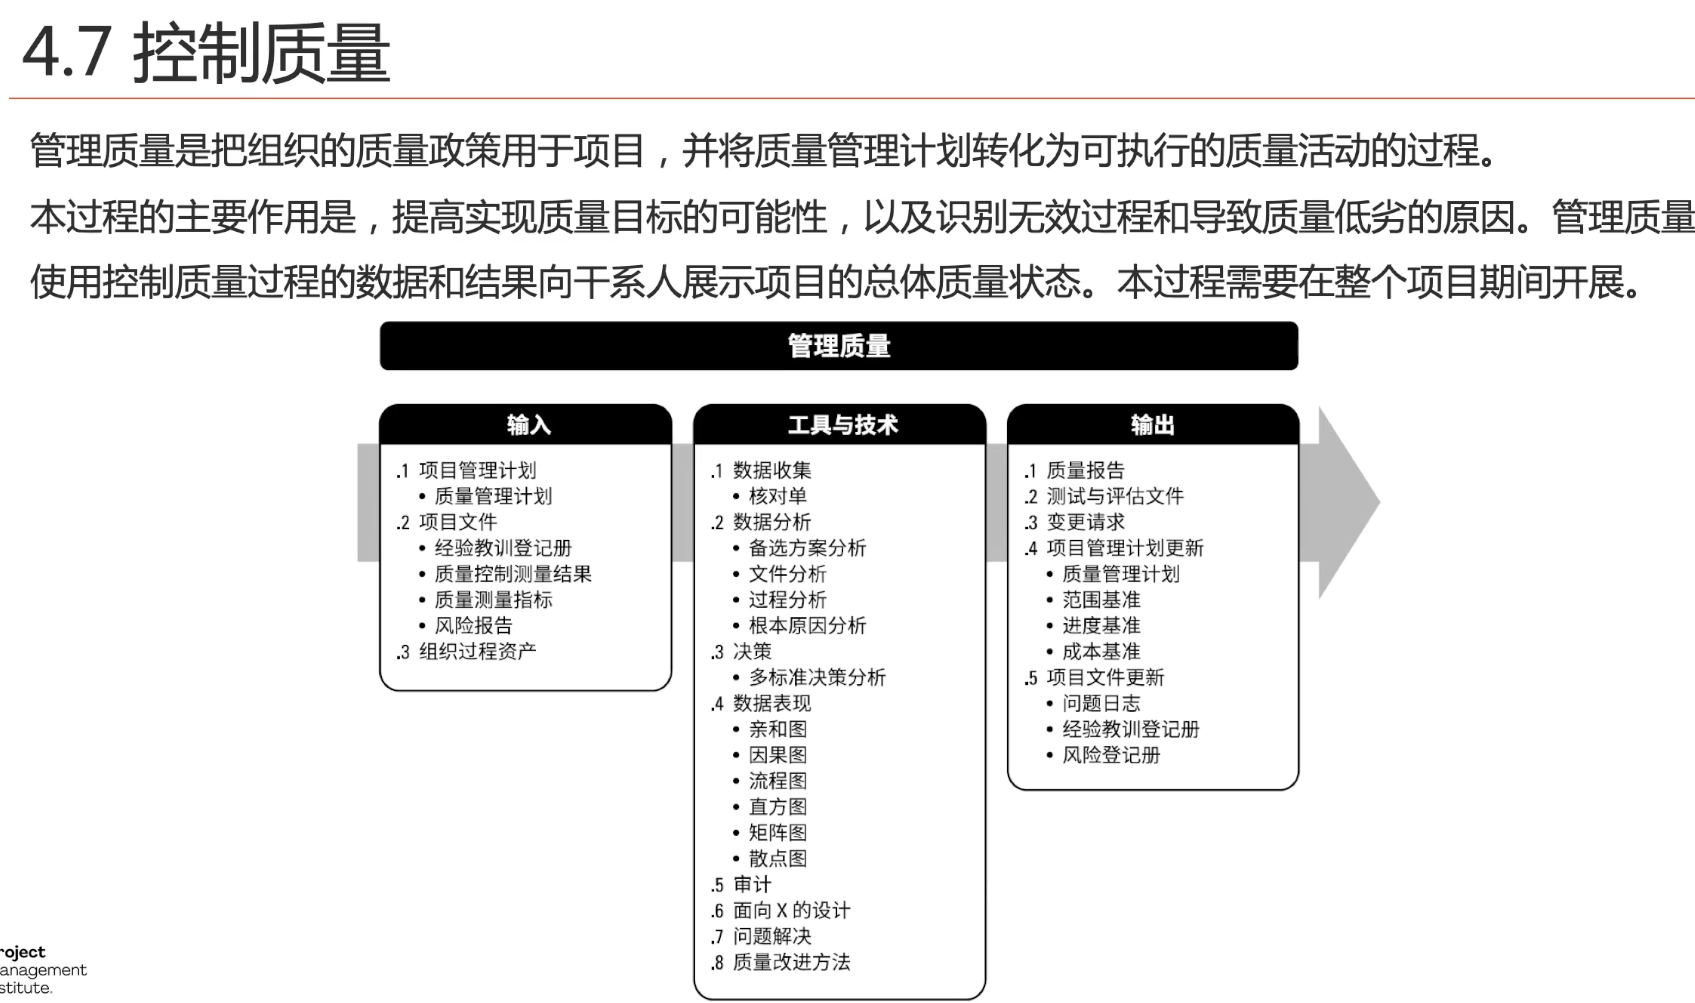 4.7 控制质量
管理质量是把组织的质量政策用于项目，并将质量管理计划转化为可执行的质量活动的过程。
本过程的主要作用是，提高实现质量目标的可能性，以及识别无效过程和导致质量低劣的原因。管理质量
使用控制质量过程的数据和结果向干系人展示项目的总体质量状态。本过程需要在整个项目期间开展。
管理质量
输入
.1 项目管理计划
• 质量管理计划
.2 项目文件
• 经验教训登记册
• 质量控制测量结果
• 质量测量指标
• 风险报告
.3 组织过程资产
工具与技术
.1 数据收集
• 核对单
.2 数据分析
• 备选方案分析
• 文件分析
• 过程分析
• 根本原因分析
.3 决策
• 多标准决策分析
.4 数据表现
• 亲和图
• 因果图
• 流程图
• 直方图
• 矩阵图
• 散点图
.5 审计
.6 面向 X 的设计
.7 问题解决
.8 质量改进方法
输出
.1 质量报告
.2 测试与评估文件
.3 变更请求
.4 项目管理计划更新
• 质量管理计划
• 范围基准
• 进度基准
• 成本基准
.5 项目文件更新
• 问题日志
• 经验教训登记册
• 风险登记册
roject
anagement
stitute.